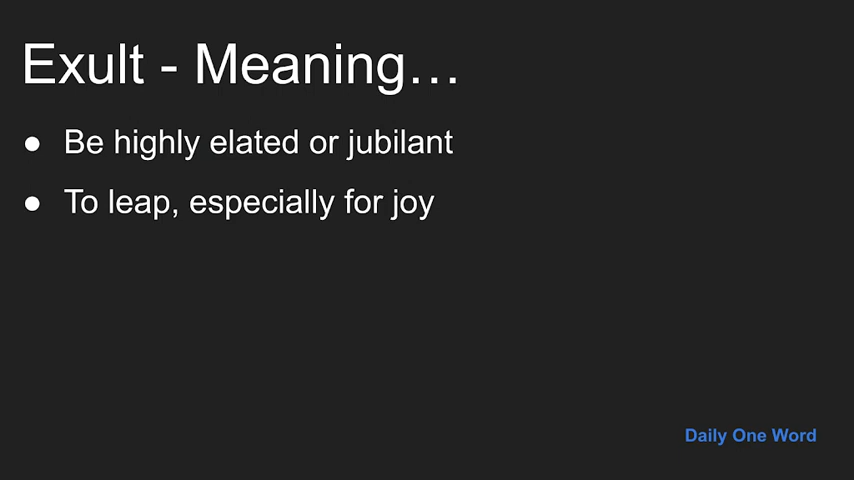 Exult - Meaning…
● Be highly elated or jubilant
● To leap, especially for joy
Daily One Word